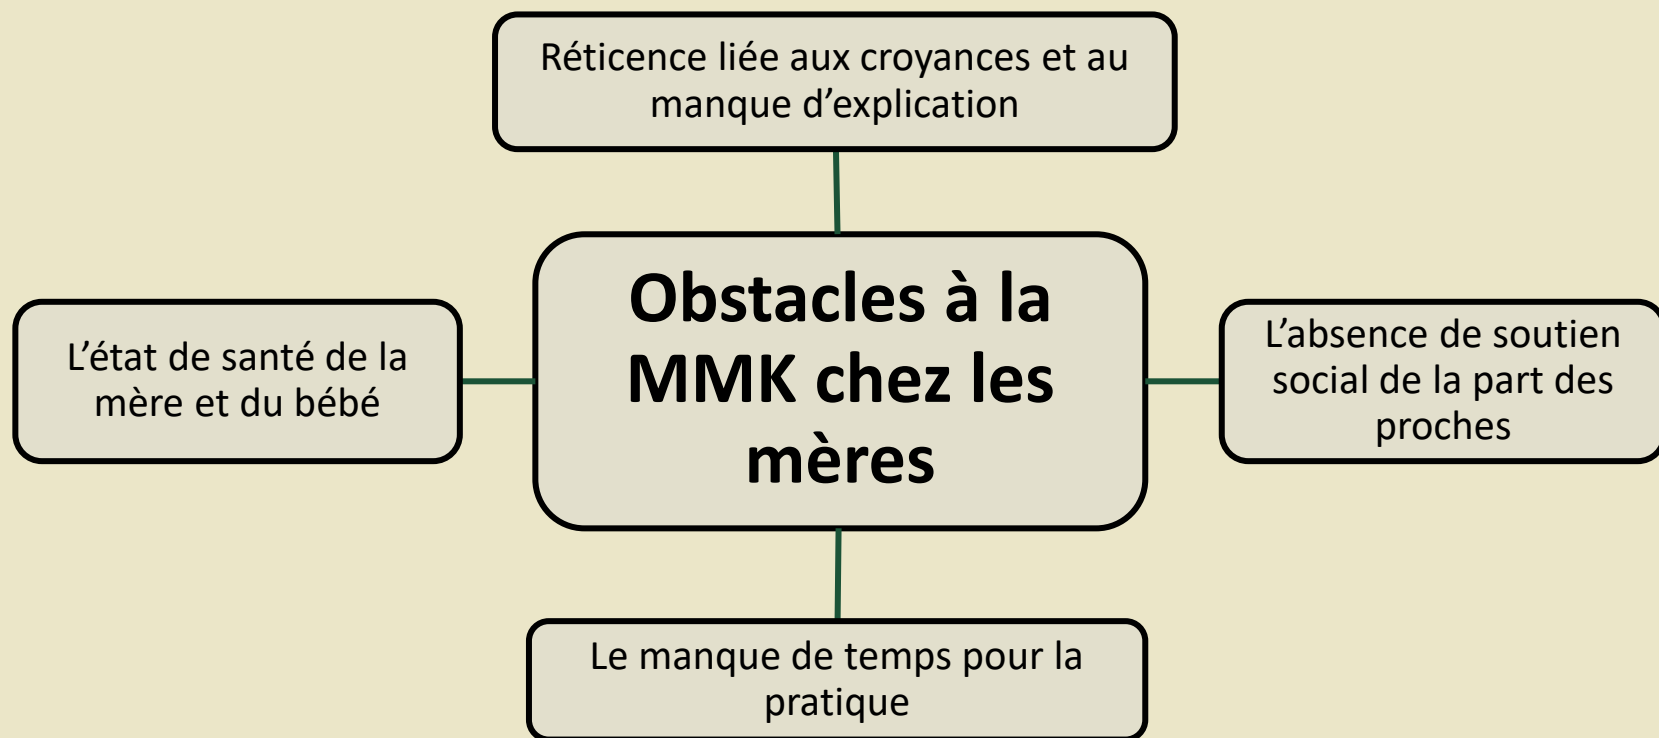 Réticence liée aux croyances et au
manque d’explication
Obstacles à la
MMK chez les
mères
L’état de santé de la
mère et du bébé
L’absence de soutien
social de la part des
proches
Le manque de temps pour la
pratique